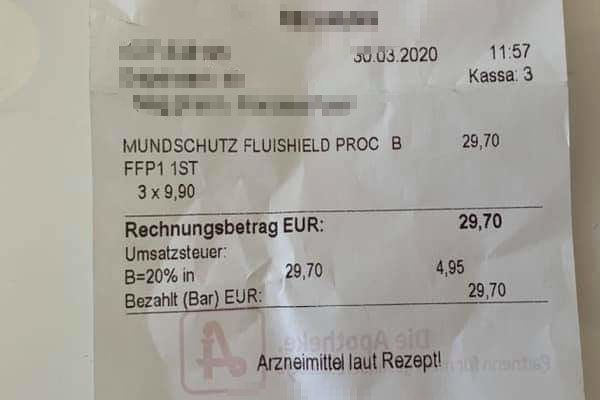 30.03.2020 11:57
Kassa: 3
MUNDSCHUTZ FLUISHIELD PROC B 29,70
FFP1 1ST
3 x 9,90
Rechnungsbetrag EUR: 29,70
Umsatzsteuer:
B=20% in 29,70 4,95
Bezahlt (Bar) EUR: 29,70
Die Apotheke.
Arzneimittel laut Rezept!